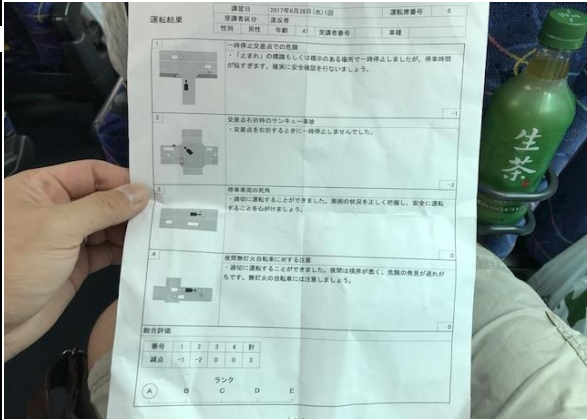 運転結果
講習日 2017年6月28日(水)1回 運転席番号 6
受講者区分 違反者
性別 男性 年齢 41 受講者番号 車種
1
一時停止交差点での危険
・「止まれ」の標識もしくは標示のある場所で一時停止しましたが、停車時間
が短すぎます。確実に安全確認を行ないましょう。
-1
2
交差点右折時のサンキュー事故
・交差点を右折するときに一時停止しませんでした。
-2
3
停車車両の死角
・適切に運転することができました。周囲の状況を正しく把握し、安全に運転
することを心がけましょう。
0
4
夜間無灯火自転車に対する注意
・適切に運転することができました。夜間は視界が悪く、危険の発見が遅れが
ちです。無灯火の自転車には注意しましょう。
0
総合評価
番号 1 2 3 4 計
減点 -1 -2 0 0 3
ランク
A B C D E
生茶